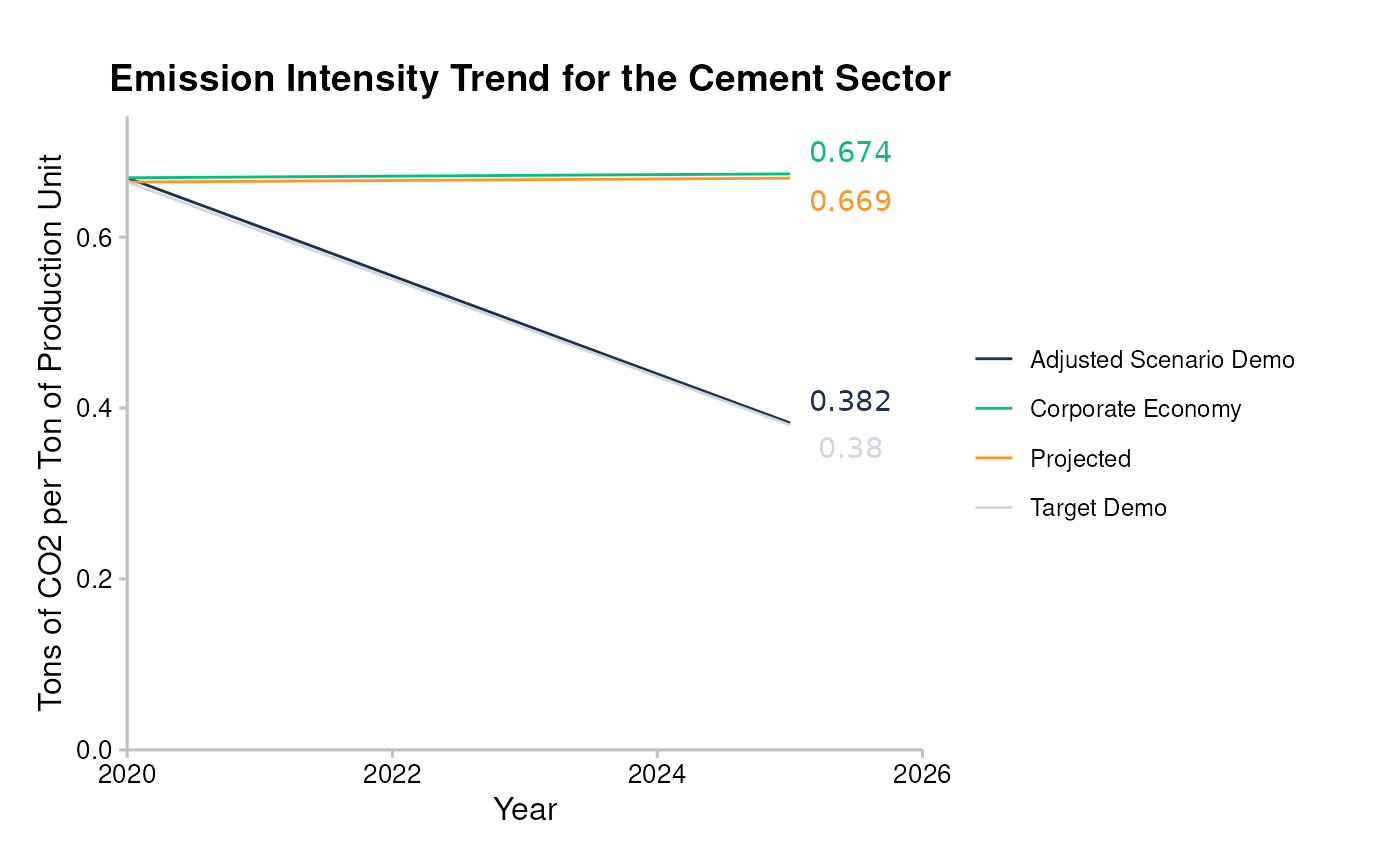 Emission Intensity Trend for the Cement Sector
Tons of CO2 per Ton of Production Unit
0.6
0.4
0.2
0.0
0.674
0.669
0.382
0.38
2020
2022
2024
2026
Year
Adjusted Scenario Demo
Corporate Economy
Projected
Target Demo